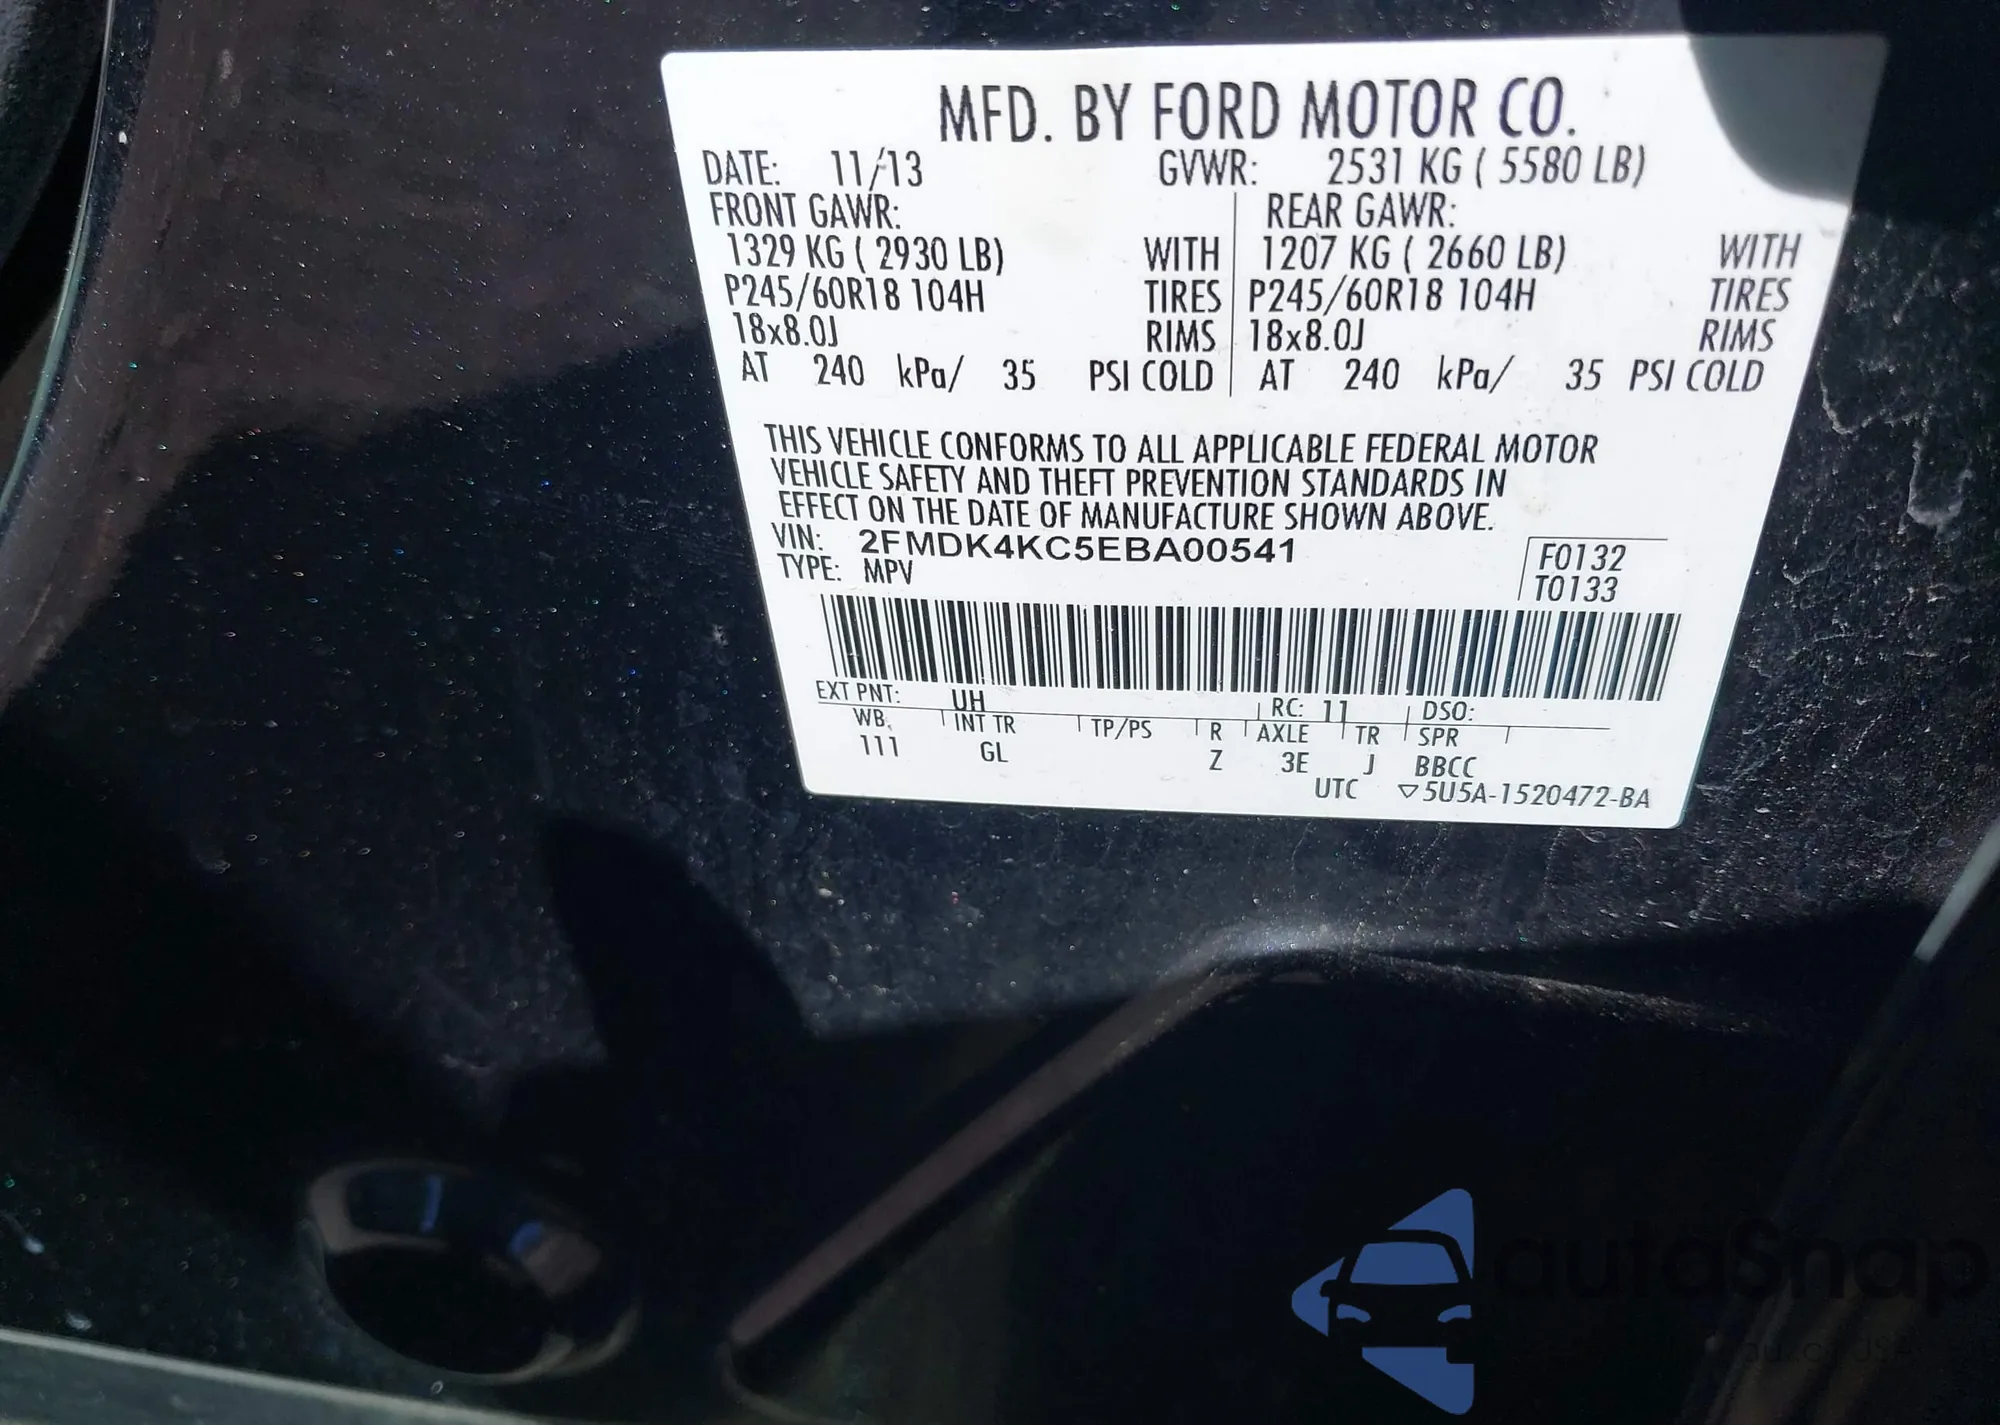 MFD. BY FORD MOTOR CO.
DATE: 11/13 GVWR: 2531 KG ( 5580 LB)
FRONT GAWR: REAR GAWR:
1329 KG ( 2930 LB) WITH 1207 KG ( 2660 LB) WITH
P245/60R18 104H TIRES P245/60R18 104H TIRES
18x8.0J RIMS 18x8.0J RIMS
AT 240 kPa/ 35 PSI COLD AT 240 kPa/ 35 PSI COLD
THIS VEHICLE CONFORMS TO ALL APPLICABLE FEDERAL MOTOR
VEHICLE SAFETY AND THEFT PREVENTION STANDARDS IN
EFFECT ON THE DATE OF MANUFACTURE SHOWN ABOVE.
VIN: 2FMDK4KC5EBA00541 F0132
TYPE: MPV T0133
EXT PNT: UH RC: 11 DSO:
WB INT TR TP/PS R AXLE TR SPR
111 GL Z 3E J BBCC
UTC ▽5U5A-1520472-BA
autosnap